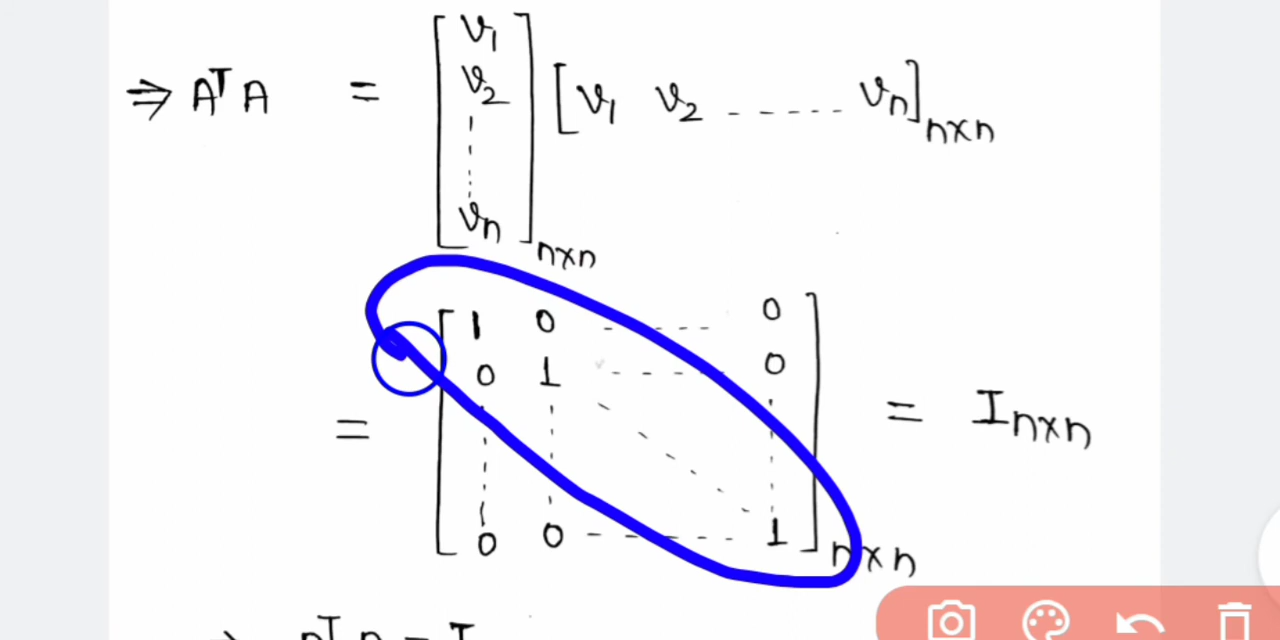 ⇒ AᵀA = [v₁ v₂ ⋮ vₙ]ₙₓₙ [v₁ v₂ ------ vₙ]ₙₓₙ
= [1 0 ---- 0
0 1 ---- 0
⋮ ⋮ ⋱ ⋮
0 0 ------ 1]ₙₓₙ = Iₙₓₙ